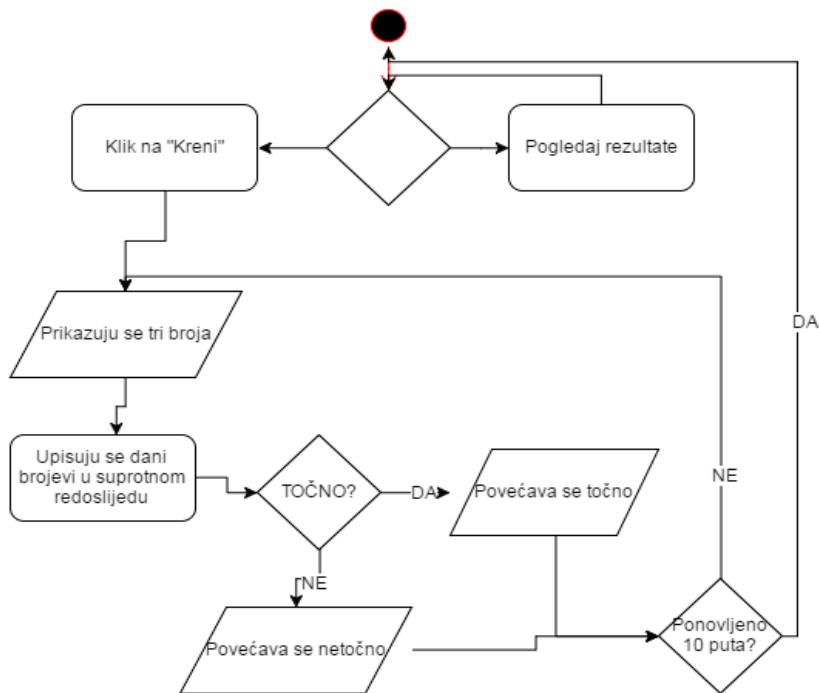 Klik na "Kreni"
Pogledaj rezultate
Prikazuju se tri broja
DA
Upisuju se dani
brojevi u suprotnom
redoslijedu
TOČNO?
DA
Povećava se točno
NE
NE
Povećava se netočno
Ponovljeno
10 puta?